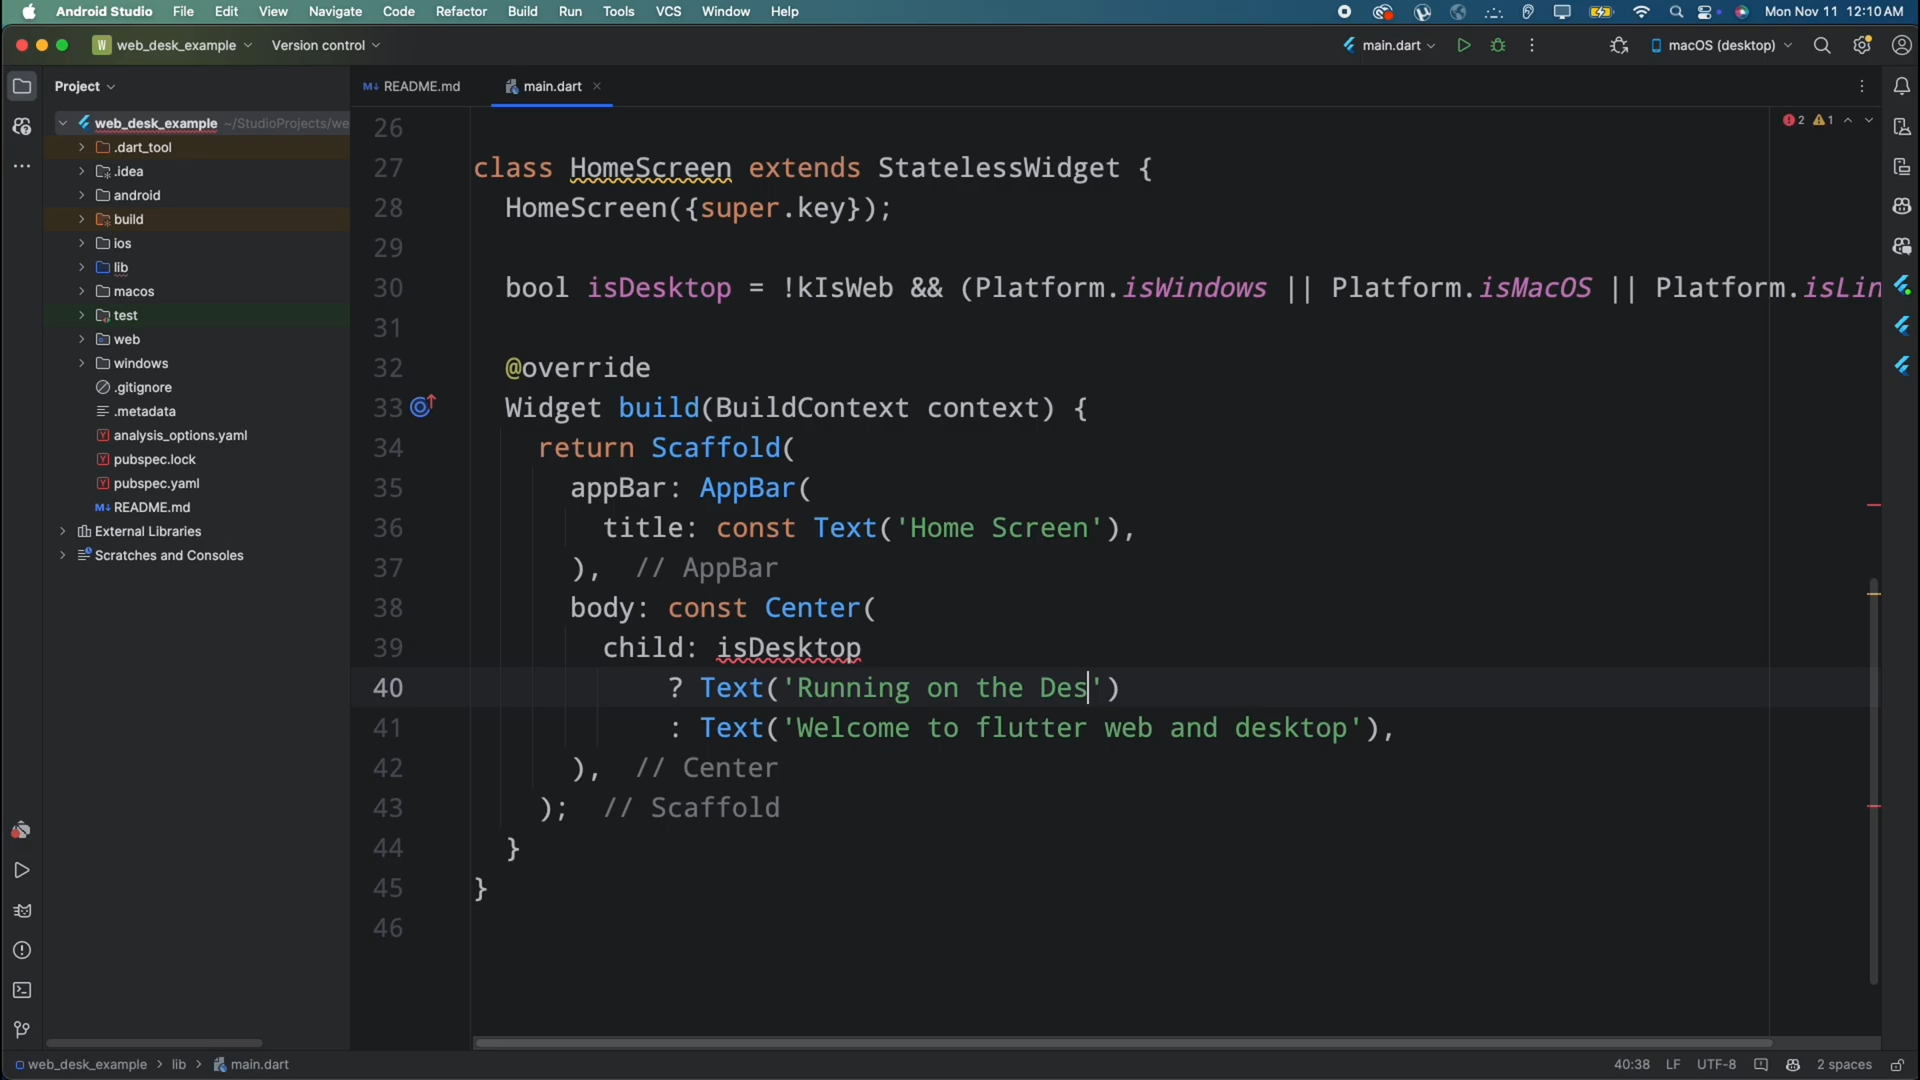 Android Studio File Edit View Navigate Code Refactor Build Run Tools VCS Window Help Mon Nov 11 12:10 AM
W web_desk_example Version control main.dart macOS (desktop)
Project README.md main.dart
web_desk_example ~/StudioProjects/we
.dart_tool
.idea
android
build
ios
lib
macos
test
web
windows
.gitignore
.metadata
analysis_options.yaml
pubspec.lock
pubspec.yaml
README.md
External Libraries
Scratches and Consoles
2 1
26
27 class HomeScreen extends StatelessWidget {
28 HomeScreen({super.key});
29
30 bool isDesktop = !kIsWeb && (Platform.isWindows || Platform.isMacOS || Platform.isLin
31
32 @override
33 Widget build(BuildContext context) {
34 return Scaffold(
35 appBar: AppBar(
36 title: const Text('Home Screen'),
37 ), // AppBar
38 body: const Center(
39 child: isDesktop
40 ? Text('Running on the Des')
41 : Text('Welcome to flutter web and desktop'),
42 ), // Center
43 ); // Scaffold
44 }
45 }
46
web_desk_example > lib > main.dart 40:38 LF UTF-8 2 spaces